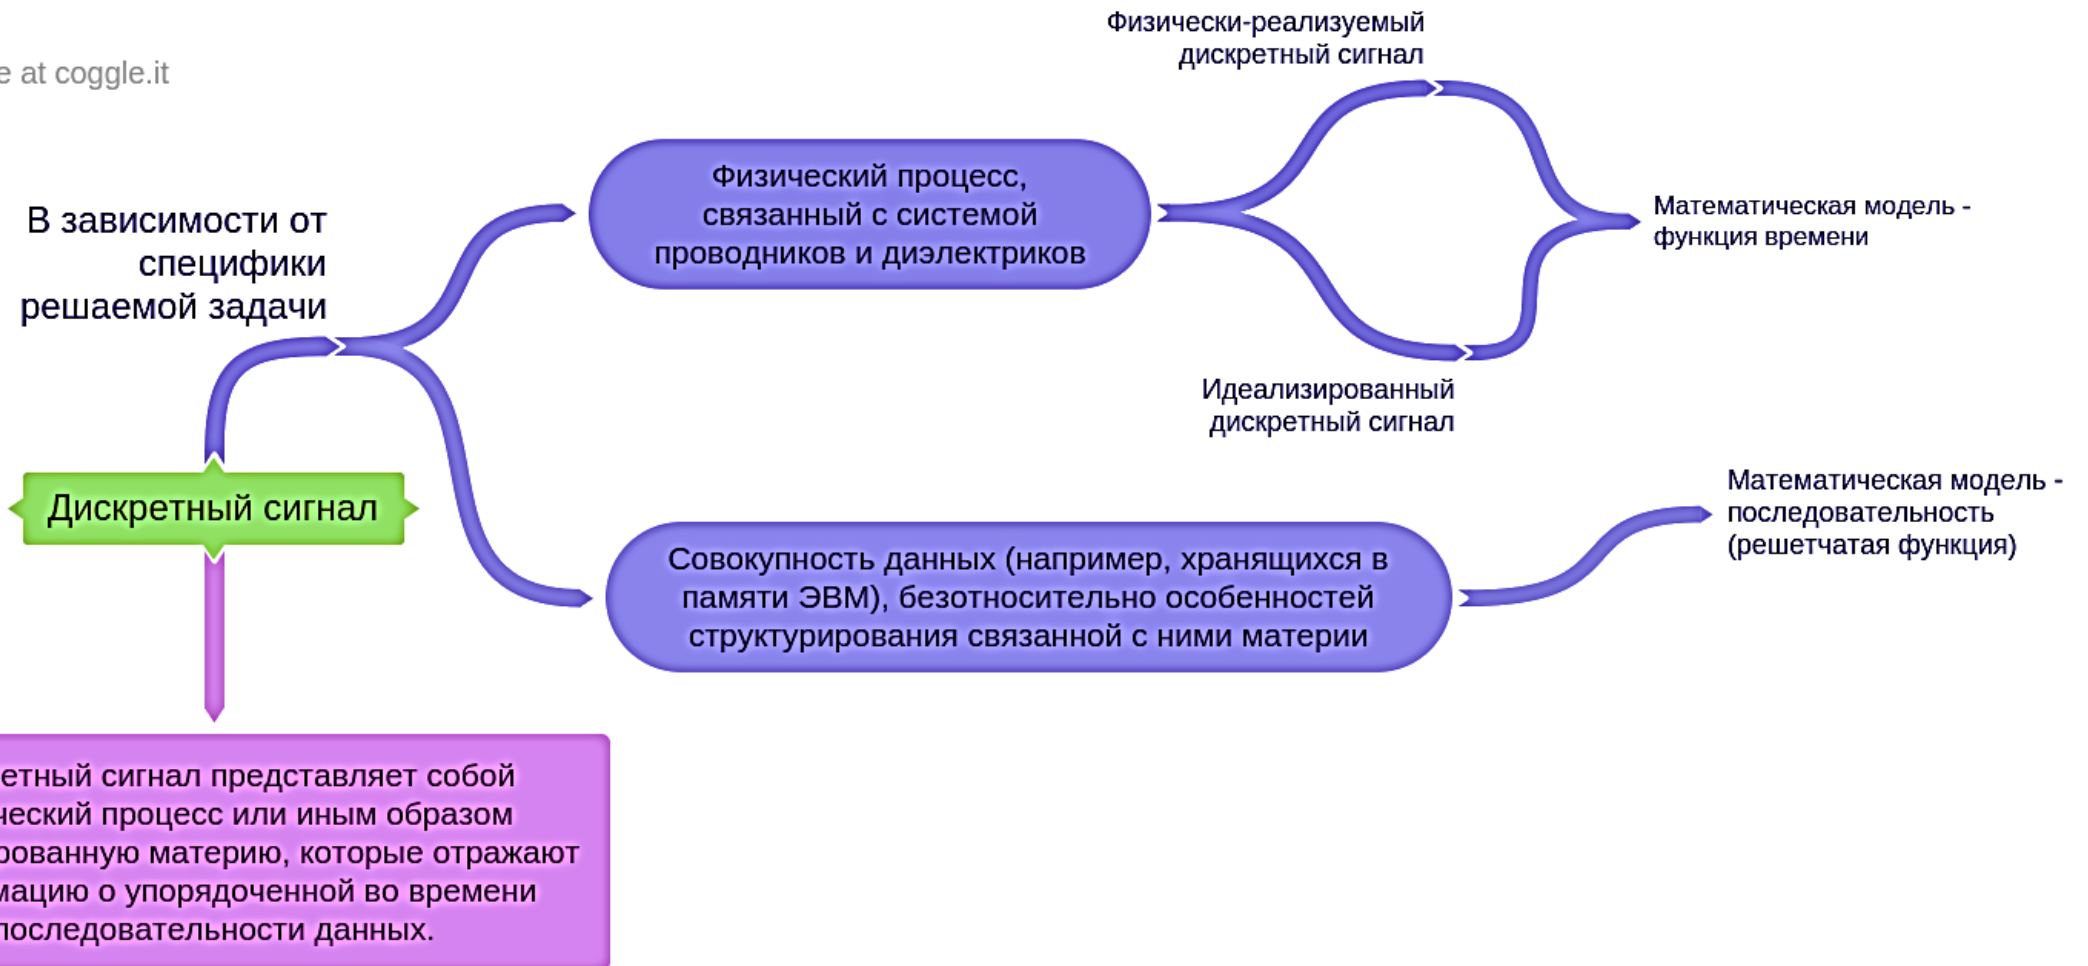 Физически-реализуемый
дискретный сигнал
e at coggle.it
Физический процесс,
связанный с системой
проводников и диэлектриков
В зависимости от
специфики
решаемой задачи
Математическая модель -
функция времени
Идеализированный
дискретный сигнал
Дискретный сигнал
Математическая модель -
последовательность
(решетчатая функция)
Совокупность данных (например, хранящихся в
памяти ЭВМ), безотносительно особенностей
структурирования связанной с ними материи
етный сигнал представляет собой
ческий процесс или иным образом
рованную материю, которые отражают
мацию о упорядоченной во времени
последовательности данных.